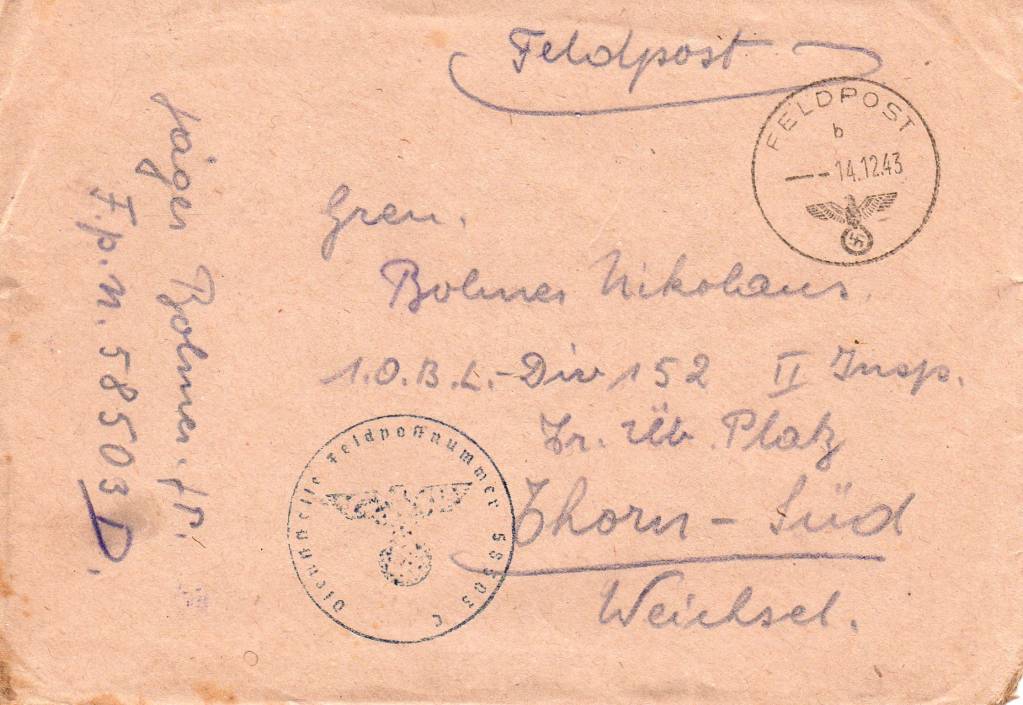 Feldpost
FELDPOST
b
14.12.43
Gren.
Bolmer Nikolaus.
1.O.B.L.-Div 152 II Insp.
Tr. Üb. Platz
Thorn-Süd
Weichsel.
Jäger Bolmer. Fr.
F.p.N. 58503 D.
Dienststelle Feldpostnummer 58503 C